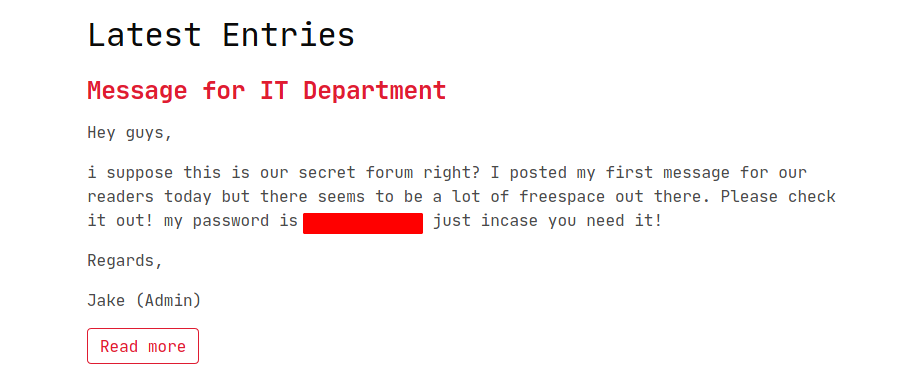 Latest Entries
Message for IT Department
Hey guys,
i suppose this is our secret forum right? I posted my first message for our
readers today but there seems to be a lot of freespace out there. Please check
it out! my password is just incase you need it!
Regards,
Jake (Admin)
Read more